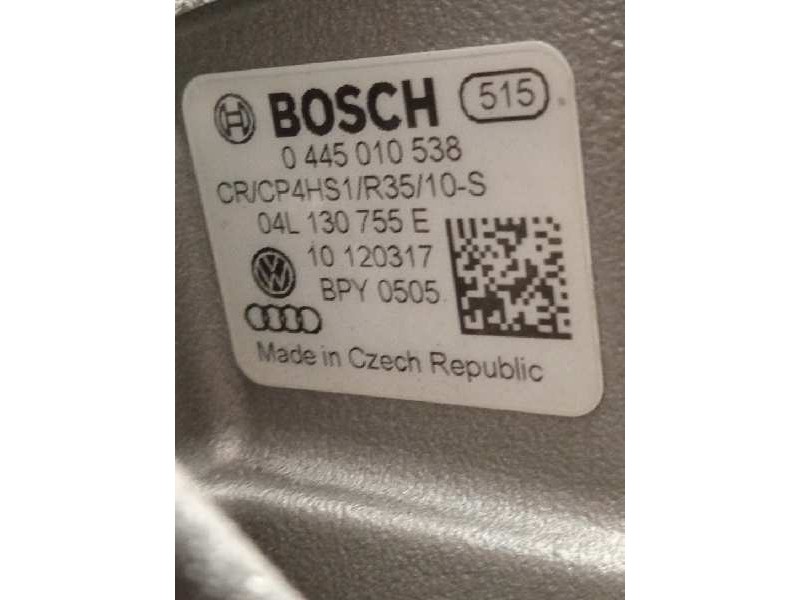 BOSCH 515
0 445 010 538
CR/CP4HS1/R35/10-S
04L 130 755 E
10 120317
BPY 0505
Made in Czech Republic